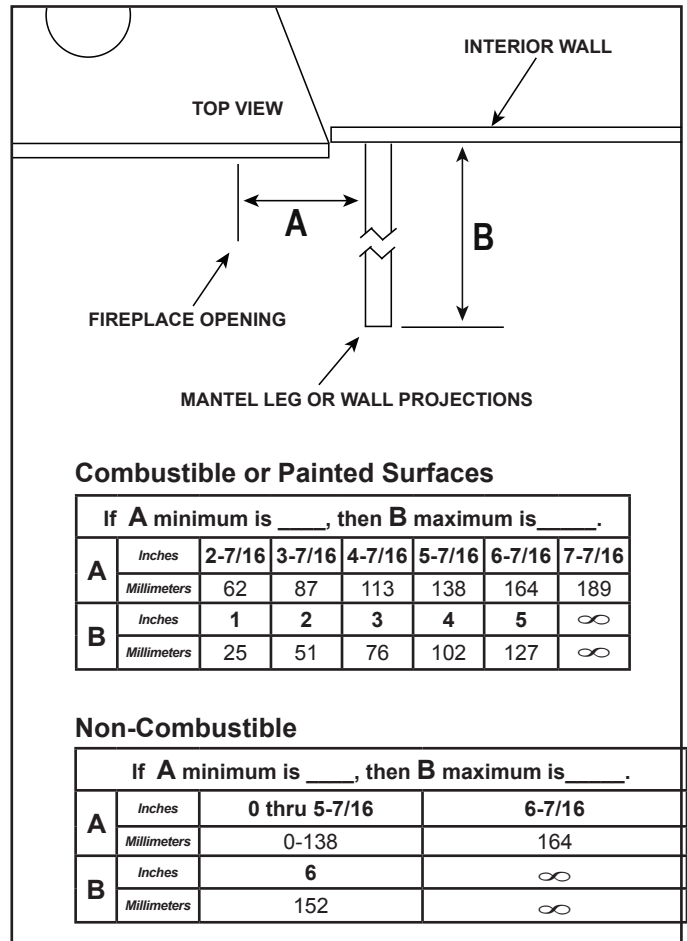 INTERIOR WALL
TOP VIEW
A
B
FIREPLACE OPENING
MANTEL LEG OR WALL PROJECTIONS
Combustible or Painted Surfaces
If A minimum is ____, then B maximum is_____.
A Inches 2-7/16 3-7/16 4-7/16 5-7/16 6-7/16 7-7/16
Millimeters 62 87 113 138 164 189
B Inches 1 2 3 4 5 ∞
Millimeters 25 51 76 102 127 ∞
Non-Combustible
If A minimum is ____, then B maximum is_____.
A Inches 0 thru 5-7/16 6-7/16
Millimeters 0-138 164
B Inches 6 ∞
Millimeters 152 ∞